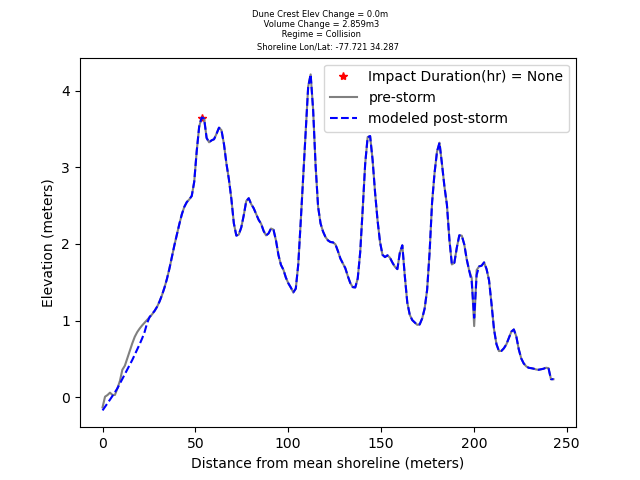 Dune Crest Elev Change = 0.0m
Volume Change = 2.859m3
Regime = Collision
Shoreline Lon/Lat: -77.721 34.287
Impact Duration(hr) = None
pre-storm
modeled post-storm
Elevation (meters)
4
3
2
1
0
0 50 100 150 200 250
Distance from mean shoreline (meters)